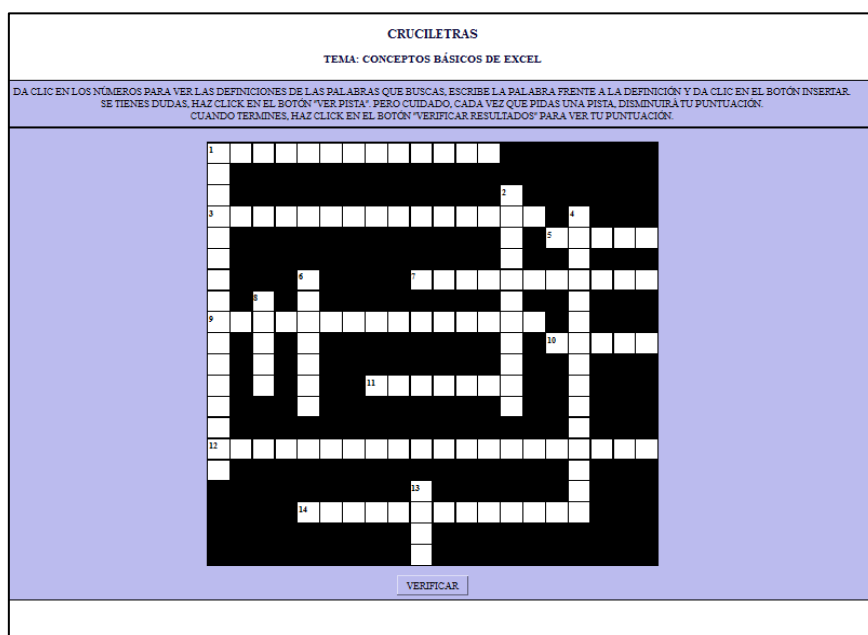 CRUCILETRAS
TEMA: CONCEPTOS BÁSICOS DE EXCEL
DA CLIC EN LOS NÚMEROS PARA VER LAS DEFINICIONES DE LAS PALABRAS QUE BUSCAS, ESCRIBE LA PALABRA FRENTE A LA DEFINICIÓN Y DA CLIC EN EL BOTÓN INSERTAR.
SE TIENES DUDAS, HAZ CLICK EN EL BOTÓN "VER PISTA". PERO CUIDADO, CADA VEZ QUE PIDAS UNA PISTA, DISMINUIRÀ TU PUNTUACIÓN.
CUANDO TERMINES, HAZ CLICK EN EL BOTÓN "VERIFICAR RESULTADOS" PARA VER TU PUNTUACIÓN.
1
2
3 4
5
6 7
8
9
10
11
12
13
14
VERIFICAR